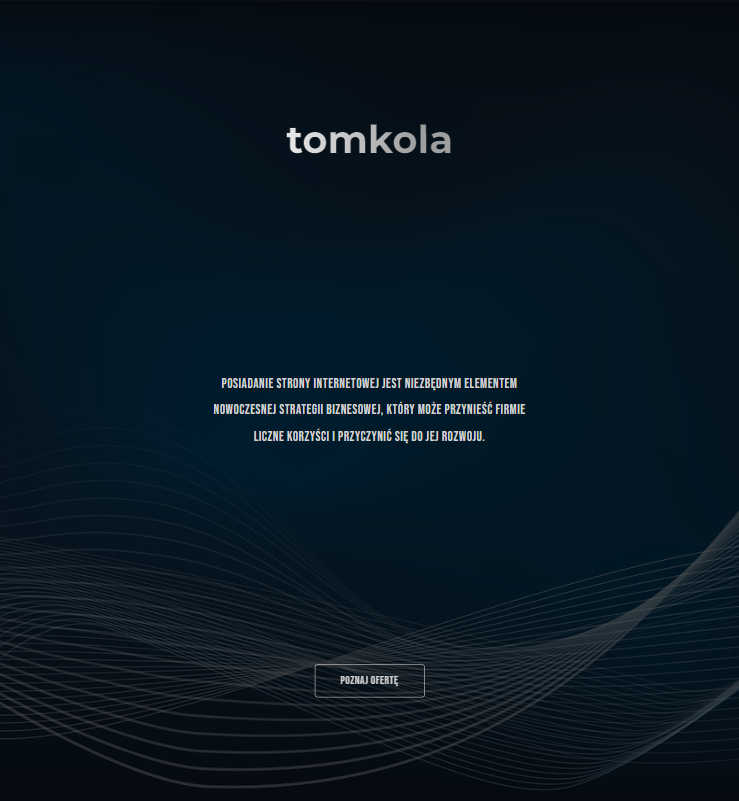 tomkola
POSIADANIE STRONY INTERNETOWEJ JEST NIEZBĘDNYM ELEMENTEM
NOWOCZESNEJ STRATEGII BIZNESOWEJ, KTÓRY MOŻE PRZYNIEŚĆ FIRMIE
LICZNE KORZYŚCI I PRZYCZYNIĆ SIĘ DO JEJ ROZWOJU.
POZNAJ OFERTĘ